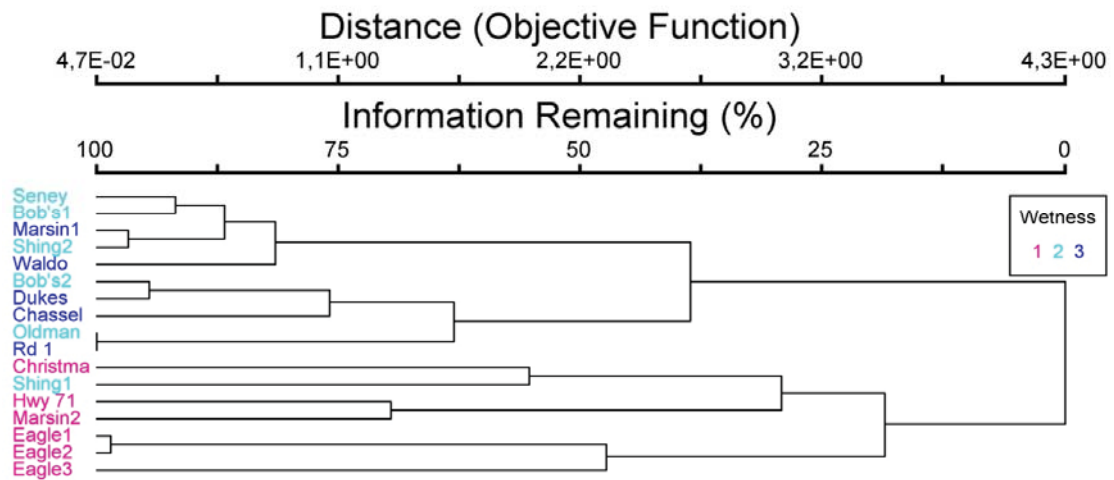 Distance (Objective Function)
4,7E-02 1,1E+00 2,2E+00 3,2E+00 4,3E+00
Information Remaining (%)
100 75 50 25 0
Seney
Bob's1
Marsin1
Shing2
Waldo
Bob's2
Dukes
Chassel
Oldman
Rd 1
Christma
Shing1
Hwy 71
Marsin2
Eagle1
Eagle2
Eagle3
Wetness
1 2 3